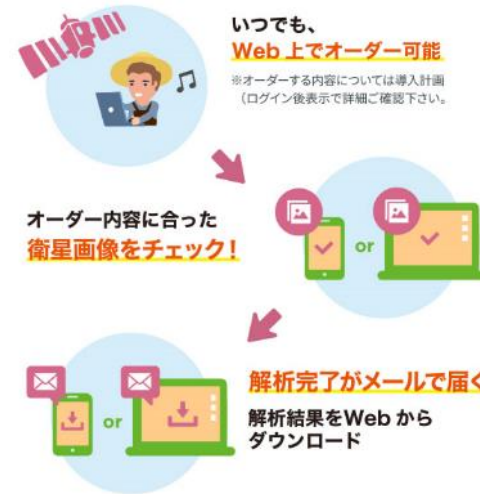 いつでも、
Web 上でオーダー可能
※オーダーする内容については導入計画
（ログイン後表示で詳細ご確認下さい。
オーダー内容に合った
衛星画像をチェック！
or
解析完了がメールで届く
or
解析結果をWeb から
ダウンロード